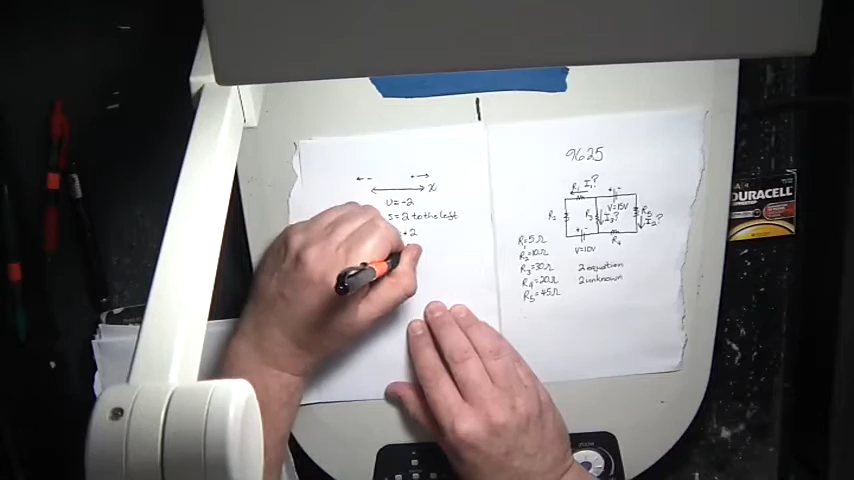 ← - + →
x
υ = -2
s = 2 to the left
+2
9625
R₁ I₁?
+ -
V=15V
R₂ R₃ I₃? R₅ I₂?
+ - R₄
V=10V
R₁=5Ω
R₂=10Ω
R₃=30Ω
R₄=20Ω
R₅=45Ω
2 equation
2 unknown
DURACELL